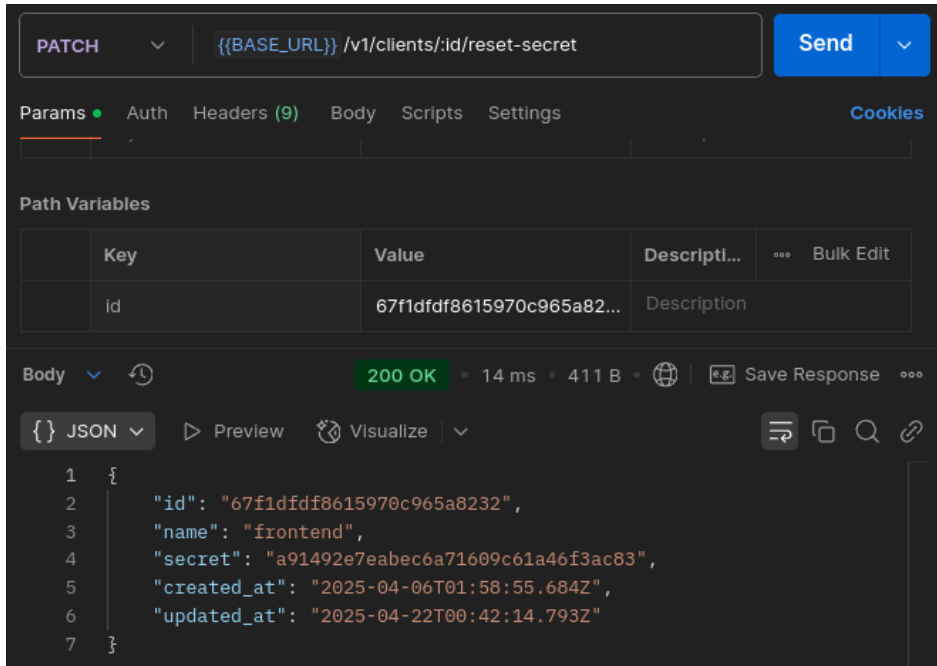 PATCH {{BASE_URL}} /v1/clients/:id/reset-secret Send
Params Auth Headers (9) Body Scripts Settings Cookies
Path Variables
Key Value Descripti... Bulk Edit
id 67f1dfdf8615970c965a82... Description
Body 200 OK 14 ms 411 B e.g. Save Response
{ } JSON Preview Visualize
1 {
2 "id": "67f1dfdf8615970c965a8232",
3 "name": "frontend",
4 "secret": "a91492e7eabec6a71609c61a46f3ac83",
5 "created_at": "2025-04-06T01:58:55.684Z",
6 "updated_at": "2025-04-22T00:42:14.793Z"
7 }